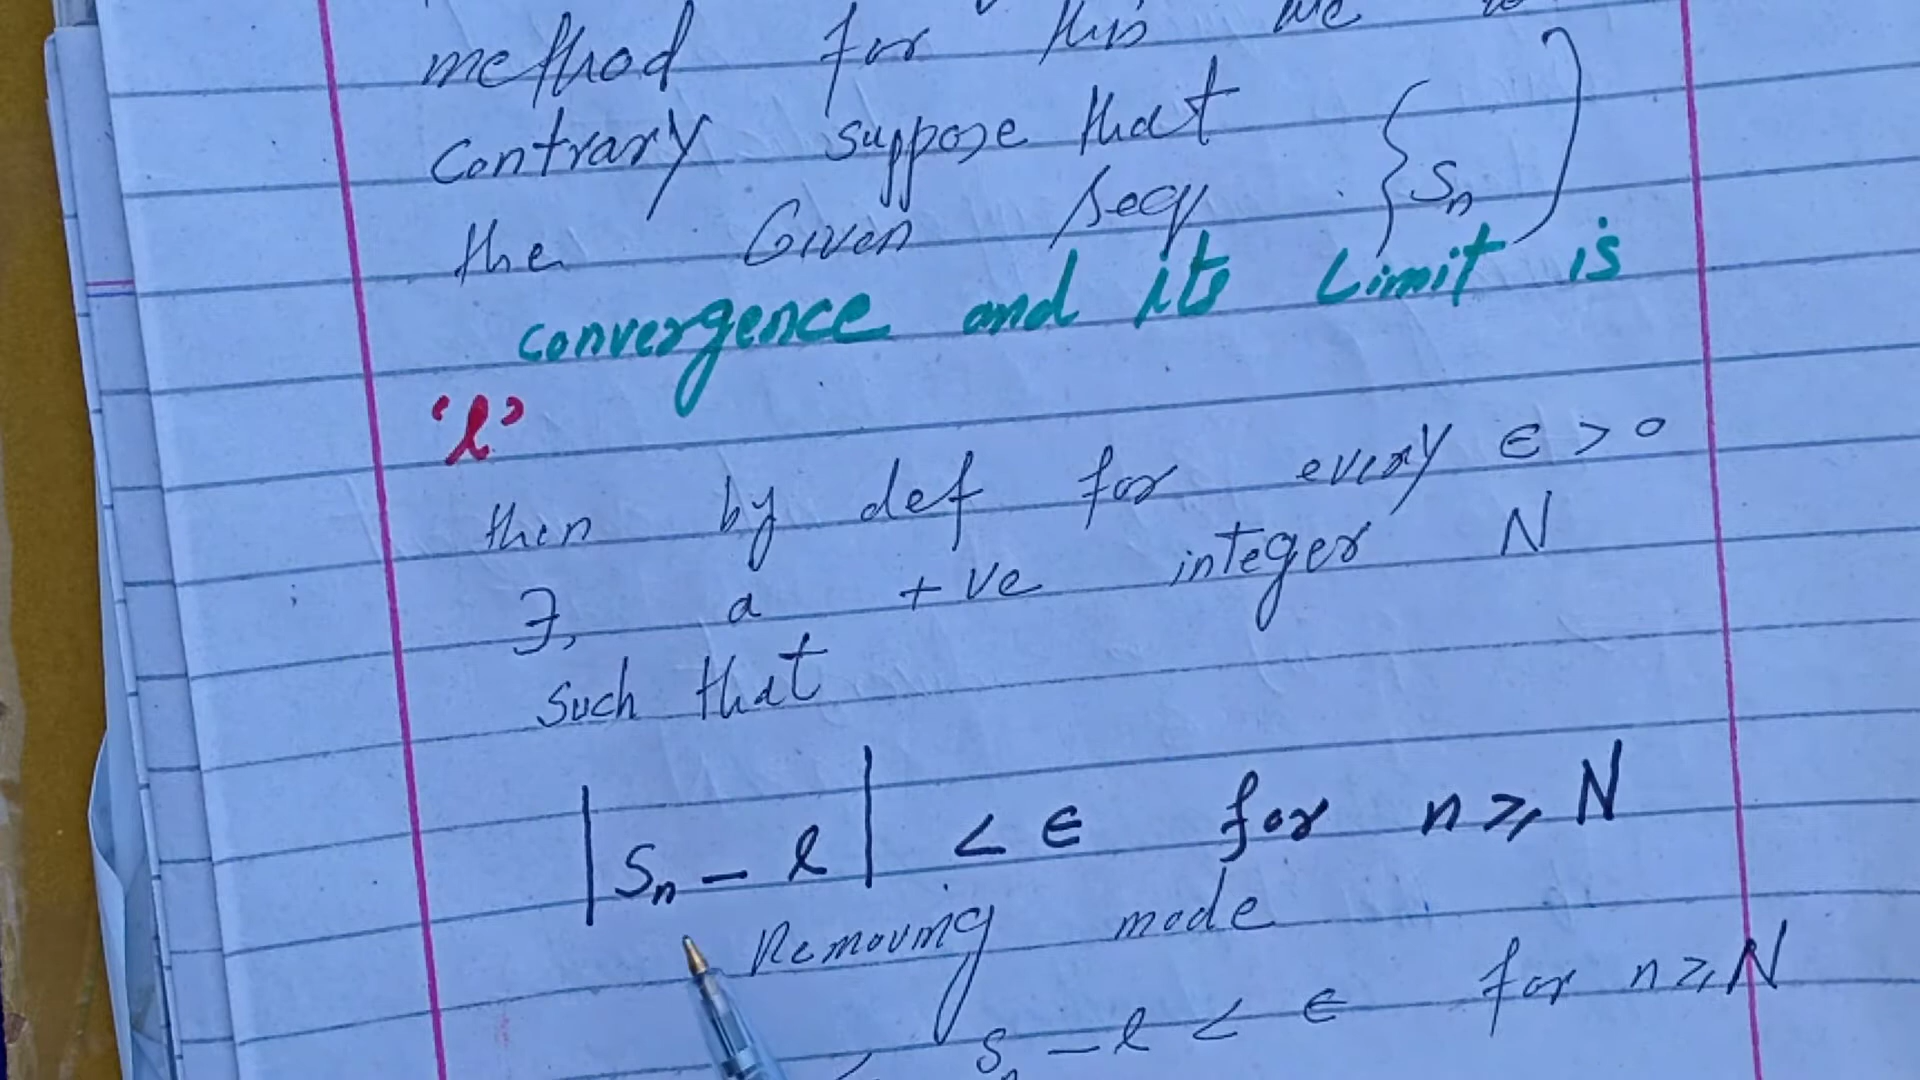 method for this we
contrary suppose that
the Given seq {Sn}
convergence and its Limit is
'l'
then by def for every ∈ > 0
∃, a +ve integer N
such that
|Sn - l| < ∈ for n ≥ N
Removing mode
Sn - l < ∈ for n ≥ N